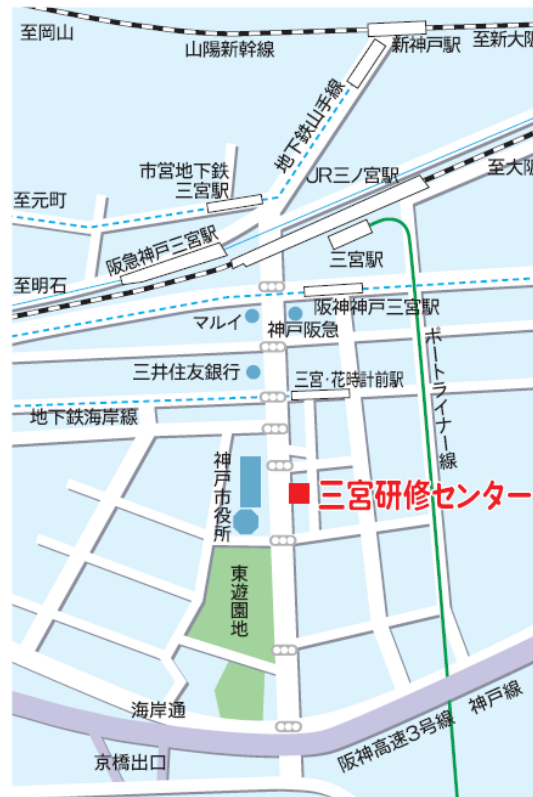 至岡山
山陽新幹線
新神戸駅
至新大阪
地下鉄山手線
市営地下鉄
三宮駅
JR三ノ宮駅
至大阪
至元町
阪急神戸三宮駅
三宮駅
至明石
阪神神戸三宮駅
マルイ
神戸阪急
ポートライナー線
三井住友銀行
三宮・花時計前駅
地下鉄海岸線
神戸市役所
三宮研修センター
東遊園地
海岸通
阪神高速3号線 神戸線
京橋出口